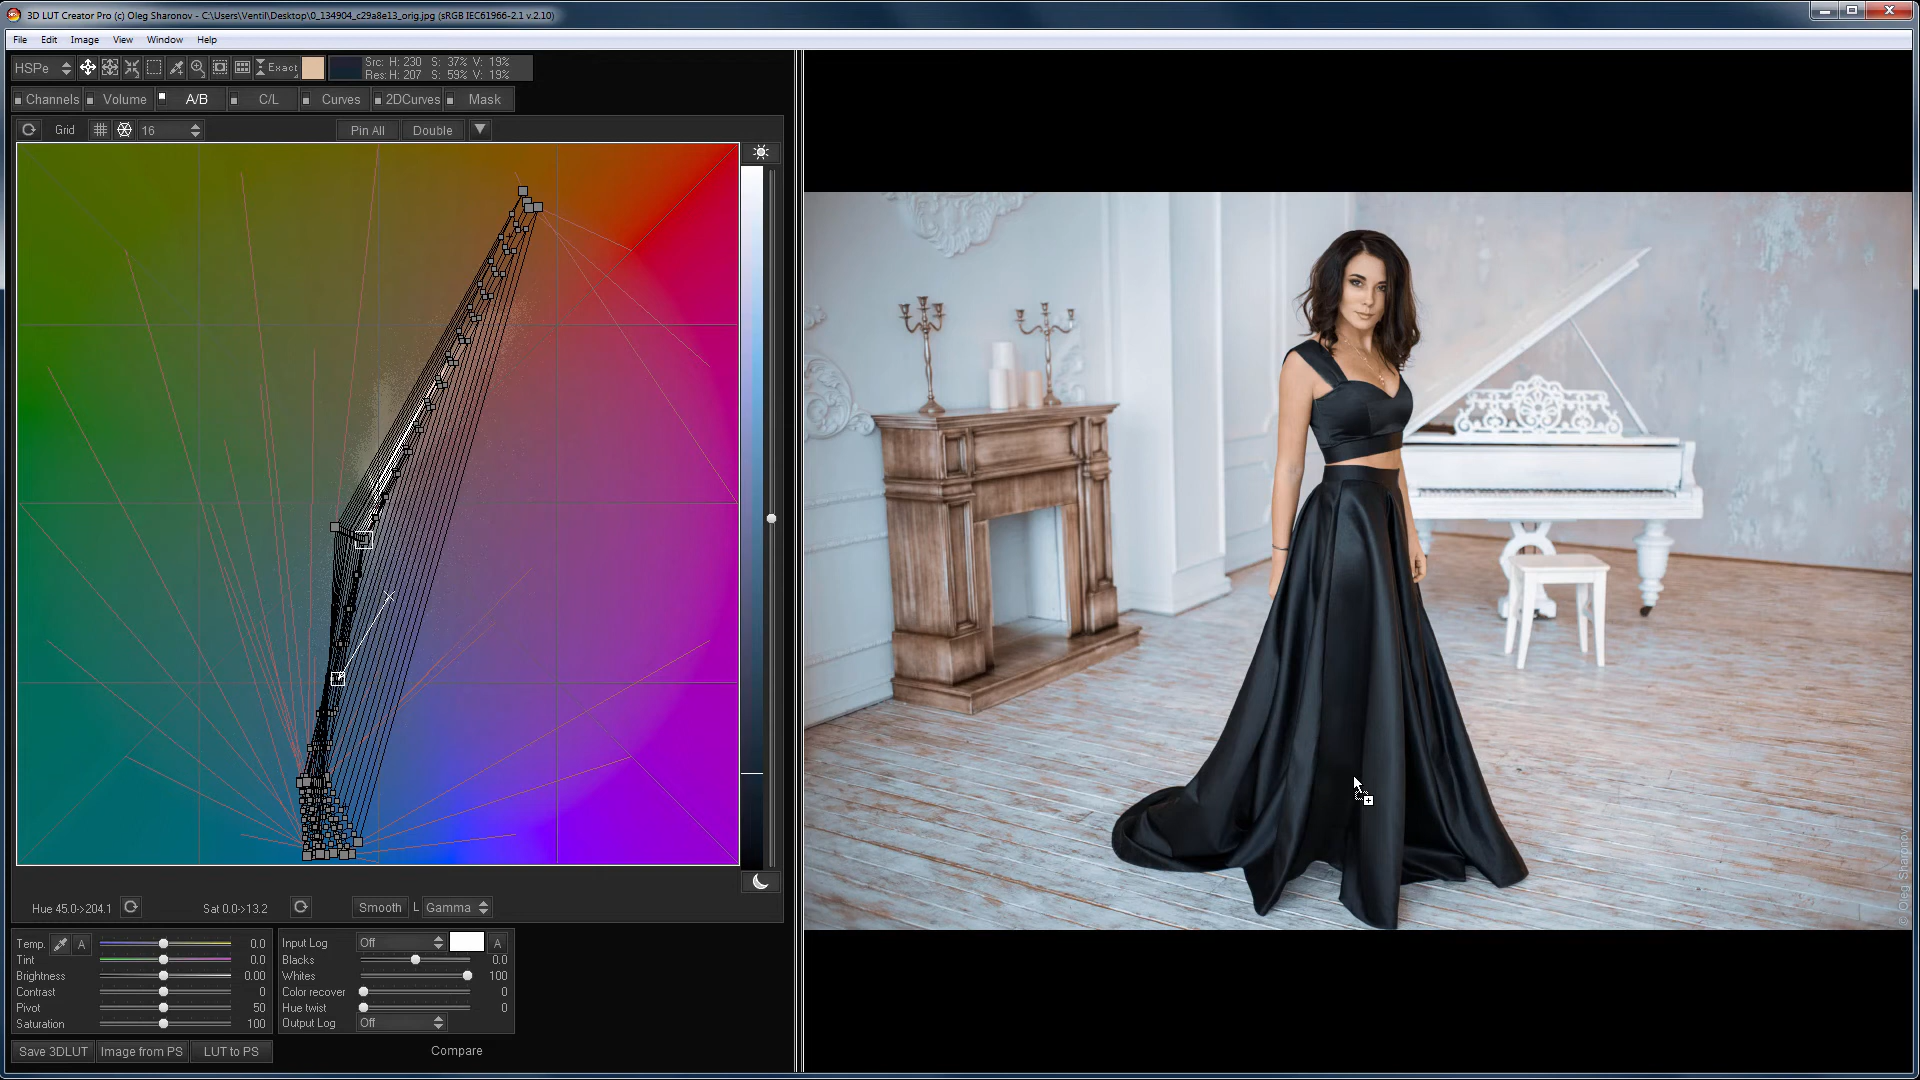 3D LUT Creator Pro (c) Oleg Sharonov - C:\Users\Ventil\Desktop\0_134904_c29a8e13_orig.jpg (sRGB IEC61966-2.1 v.2.10)
File Edit Image View Window Help
HSPe Exact Src: H: 230 S: 37% V: 19%
Res: H: 207 S: 59% V: 19%
Channels Volume A/B C/L Curves 2DCurves Mask
Grid 16 Pin All Double
Hue 45.0->204.1 Sat 0.0->13.2 Smooth L Gamma
Temp. A 0.0
Tint 0.0
Brightness 0.00
Contrast 0
Pivot 50
Saturation 100
Input Log Off A
Blacks 0.0
Whites 100
Color recover 0
Hue twist 0
Output Log Off
Save 3DLUT Image from PS LUT to PS Compare
© Oleg Sharonov